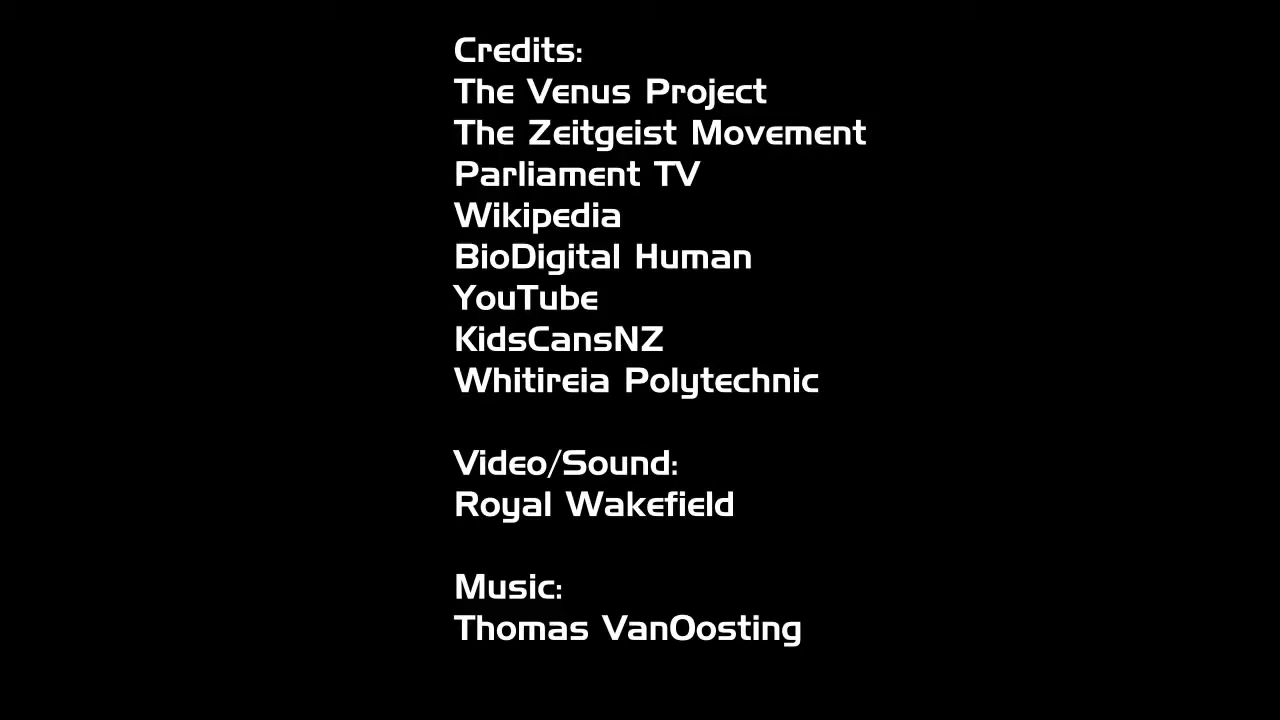 Credits:
The Venus Project
The Zeitgeist Movement
Parliament TV
Wikipedia
BioDigital Human
YouTube
KidsCansNZ
Whitireia Polytechnic
Video/Sound:
Royal Wakefield
Music:
Thomas VanOosting